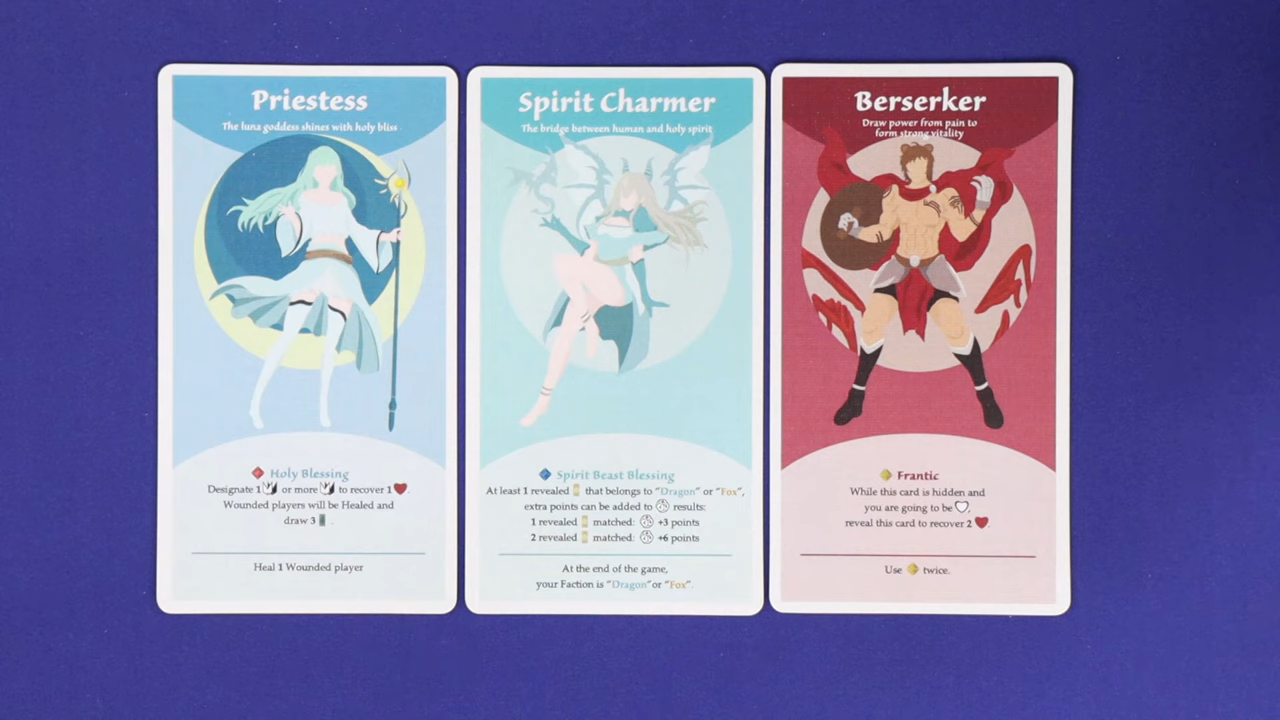 Priestess
The luna goddess shines with holy bliss
Holy Blessing
Designate 1 or more to recover 1 .
Wounded players will be Healed and
draw 3 .
Heal 1 Wounded player
Spirit Charmer
The bridge between human and holy spirit
Spirit Beast Blessing
At least 1 revealed that belongs to "Dragon" or "Fox",
extra points can be added to results:
1 revealed matched: +3 points
2 revealed matched: +6 points
At the end of the game,
your Faction is "Dragon" or "Fox".
Berserker
Draw power from pain to
form strong vitality
Frantic
While this card is hidden and
you are going to be ,
reveal this card to recover 2 .
Use twice.